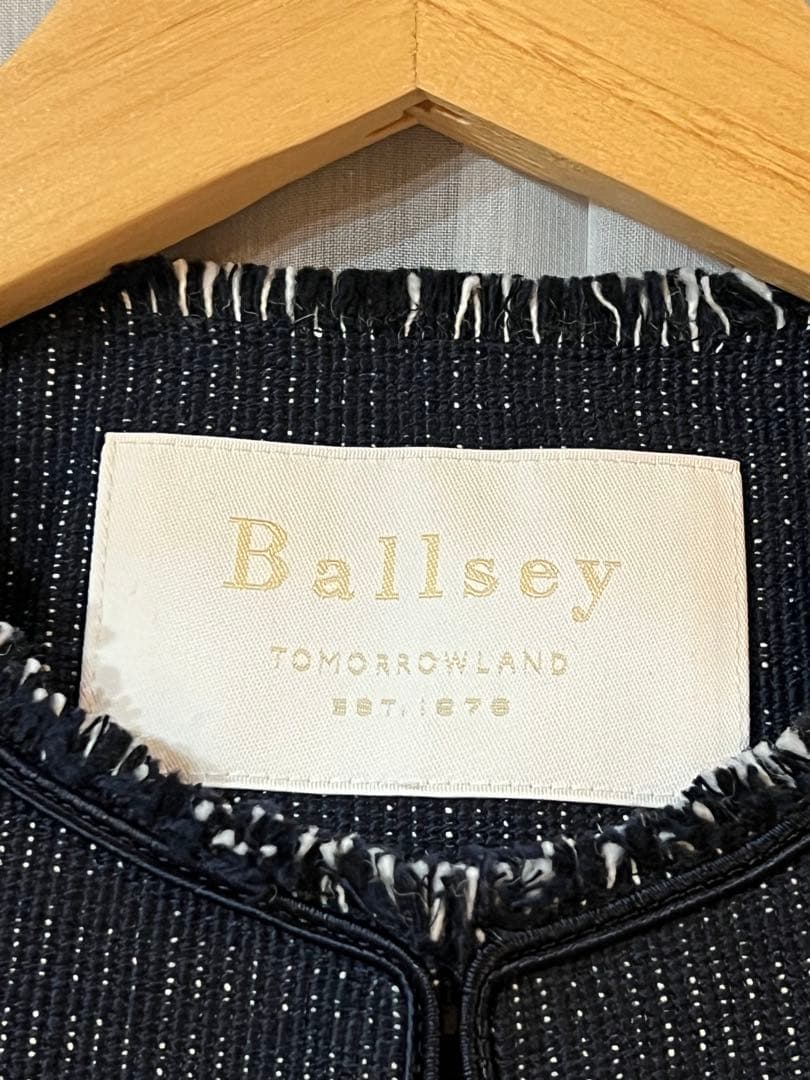 Ballsey
TOMORROWLAND
EST. 1978